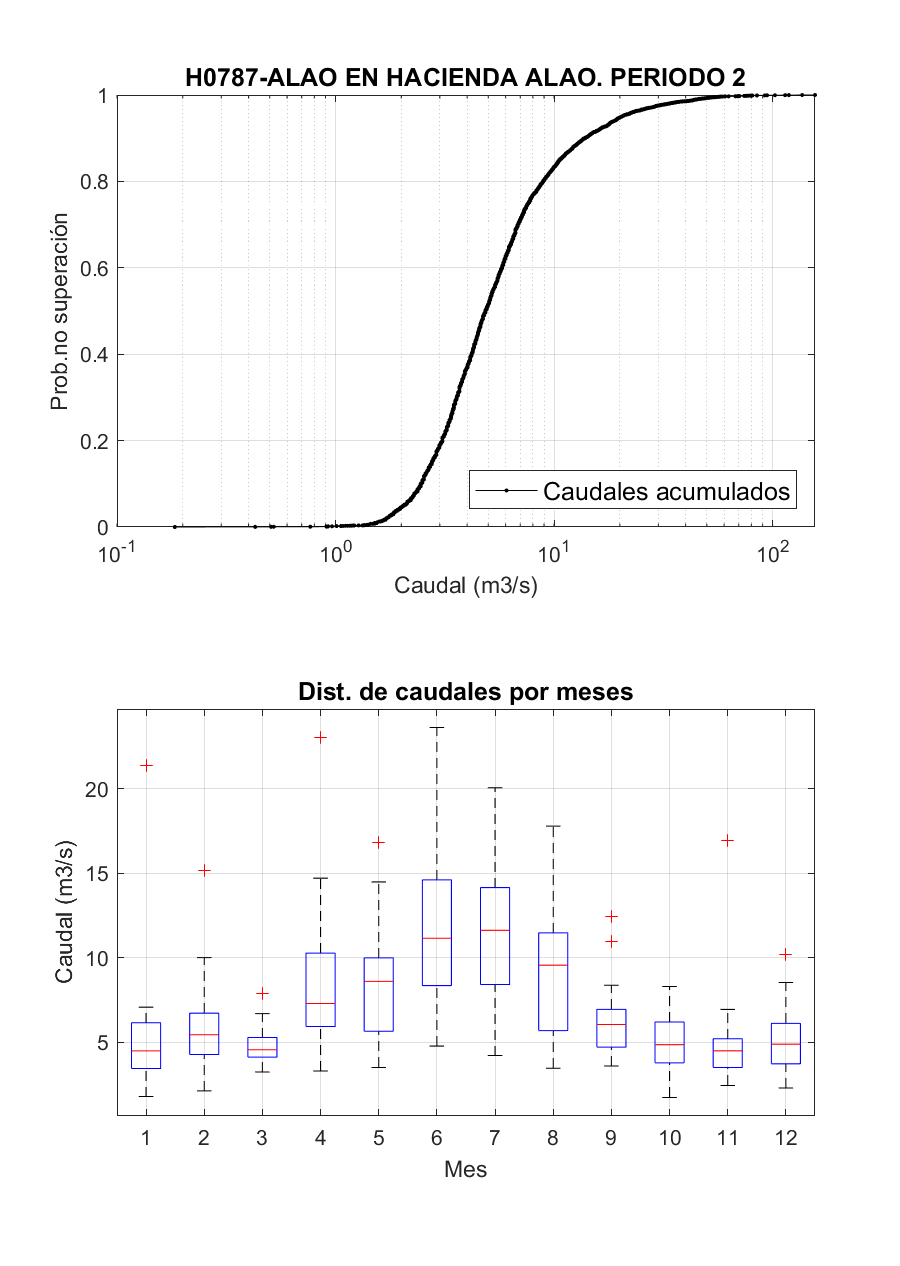 H0787-ALAO EN HACIENDA ALAO. PERIODO 2
1
0.8
0.6
0.4
0.2
0
Prob.no superación
Caudales acumulados
10^-1 10^0 10^1 10^2
Caudal (m3/s)
Dist. de caudales por meses
20
15
10
5
Caudal (m3/s)
1 2 3 4 5 6 7 8 9 10 11 12
Mes